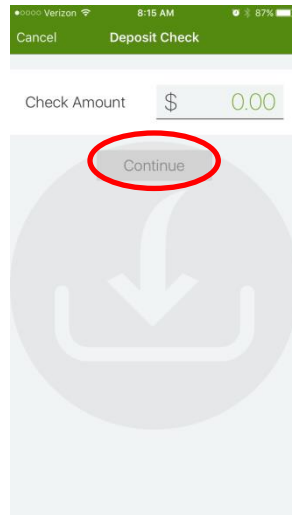 ●○○○○ Verizon 8:15 AM 87%
Cancel Deposit Check
Check Amount $ 0.00
Continue